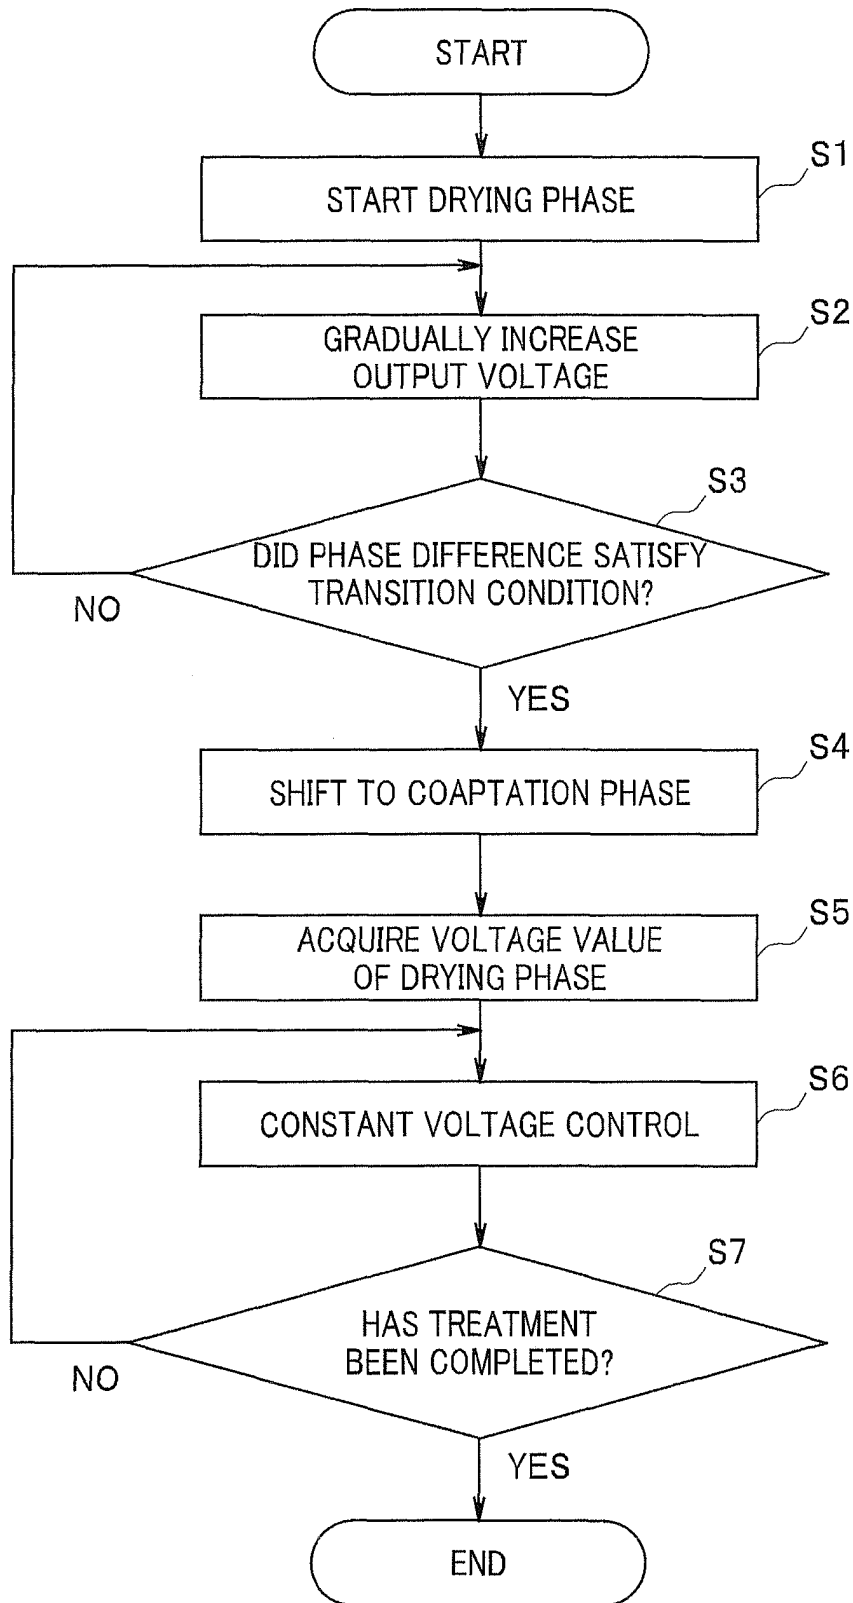 START
S1
START DRYING PHASE
S2
GRADUALLY INCREASE
OUTPUT VOLTAGE
S3
DID PHASE DIFFERENCE SATISFY
TRANSITION CONDITION?
NO
YES
S4
SHIFT TO COAPTATION PHASE
S5
ACQUIRE VOLTAGE VALUE
OF DRYING PHASE
S6
CONSTANT VOLTAGE CONTROL
S7
HAS TREATMENT
BEEN COMPLETED?
NO
YES
END